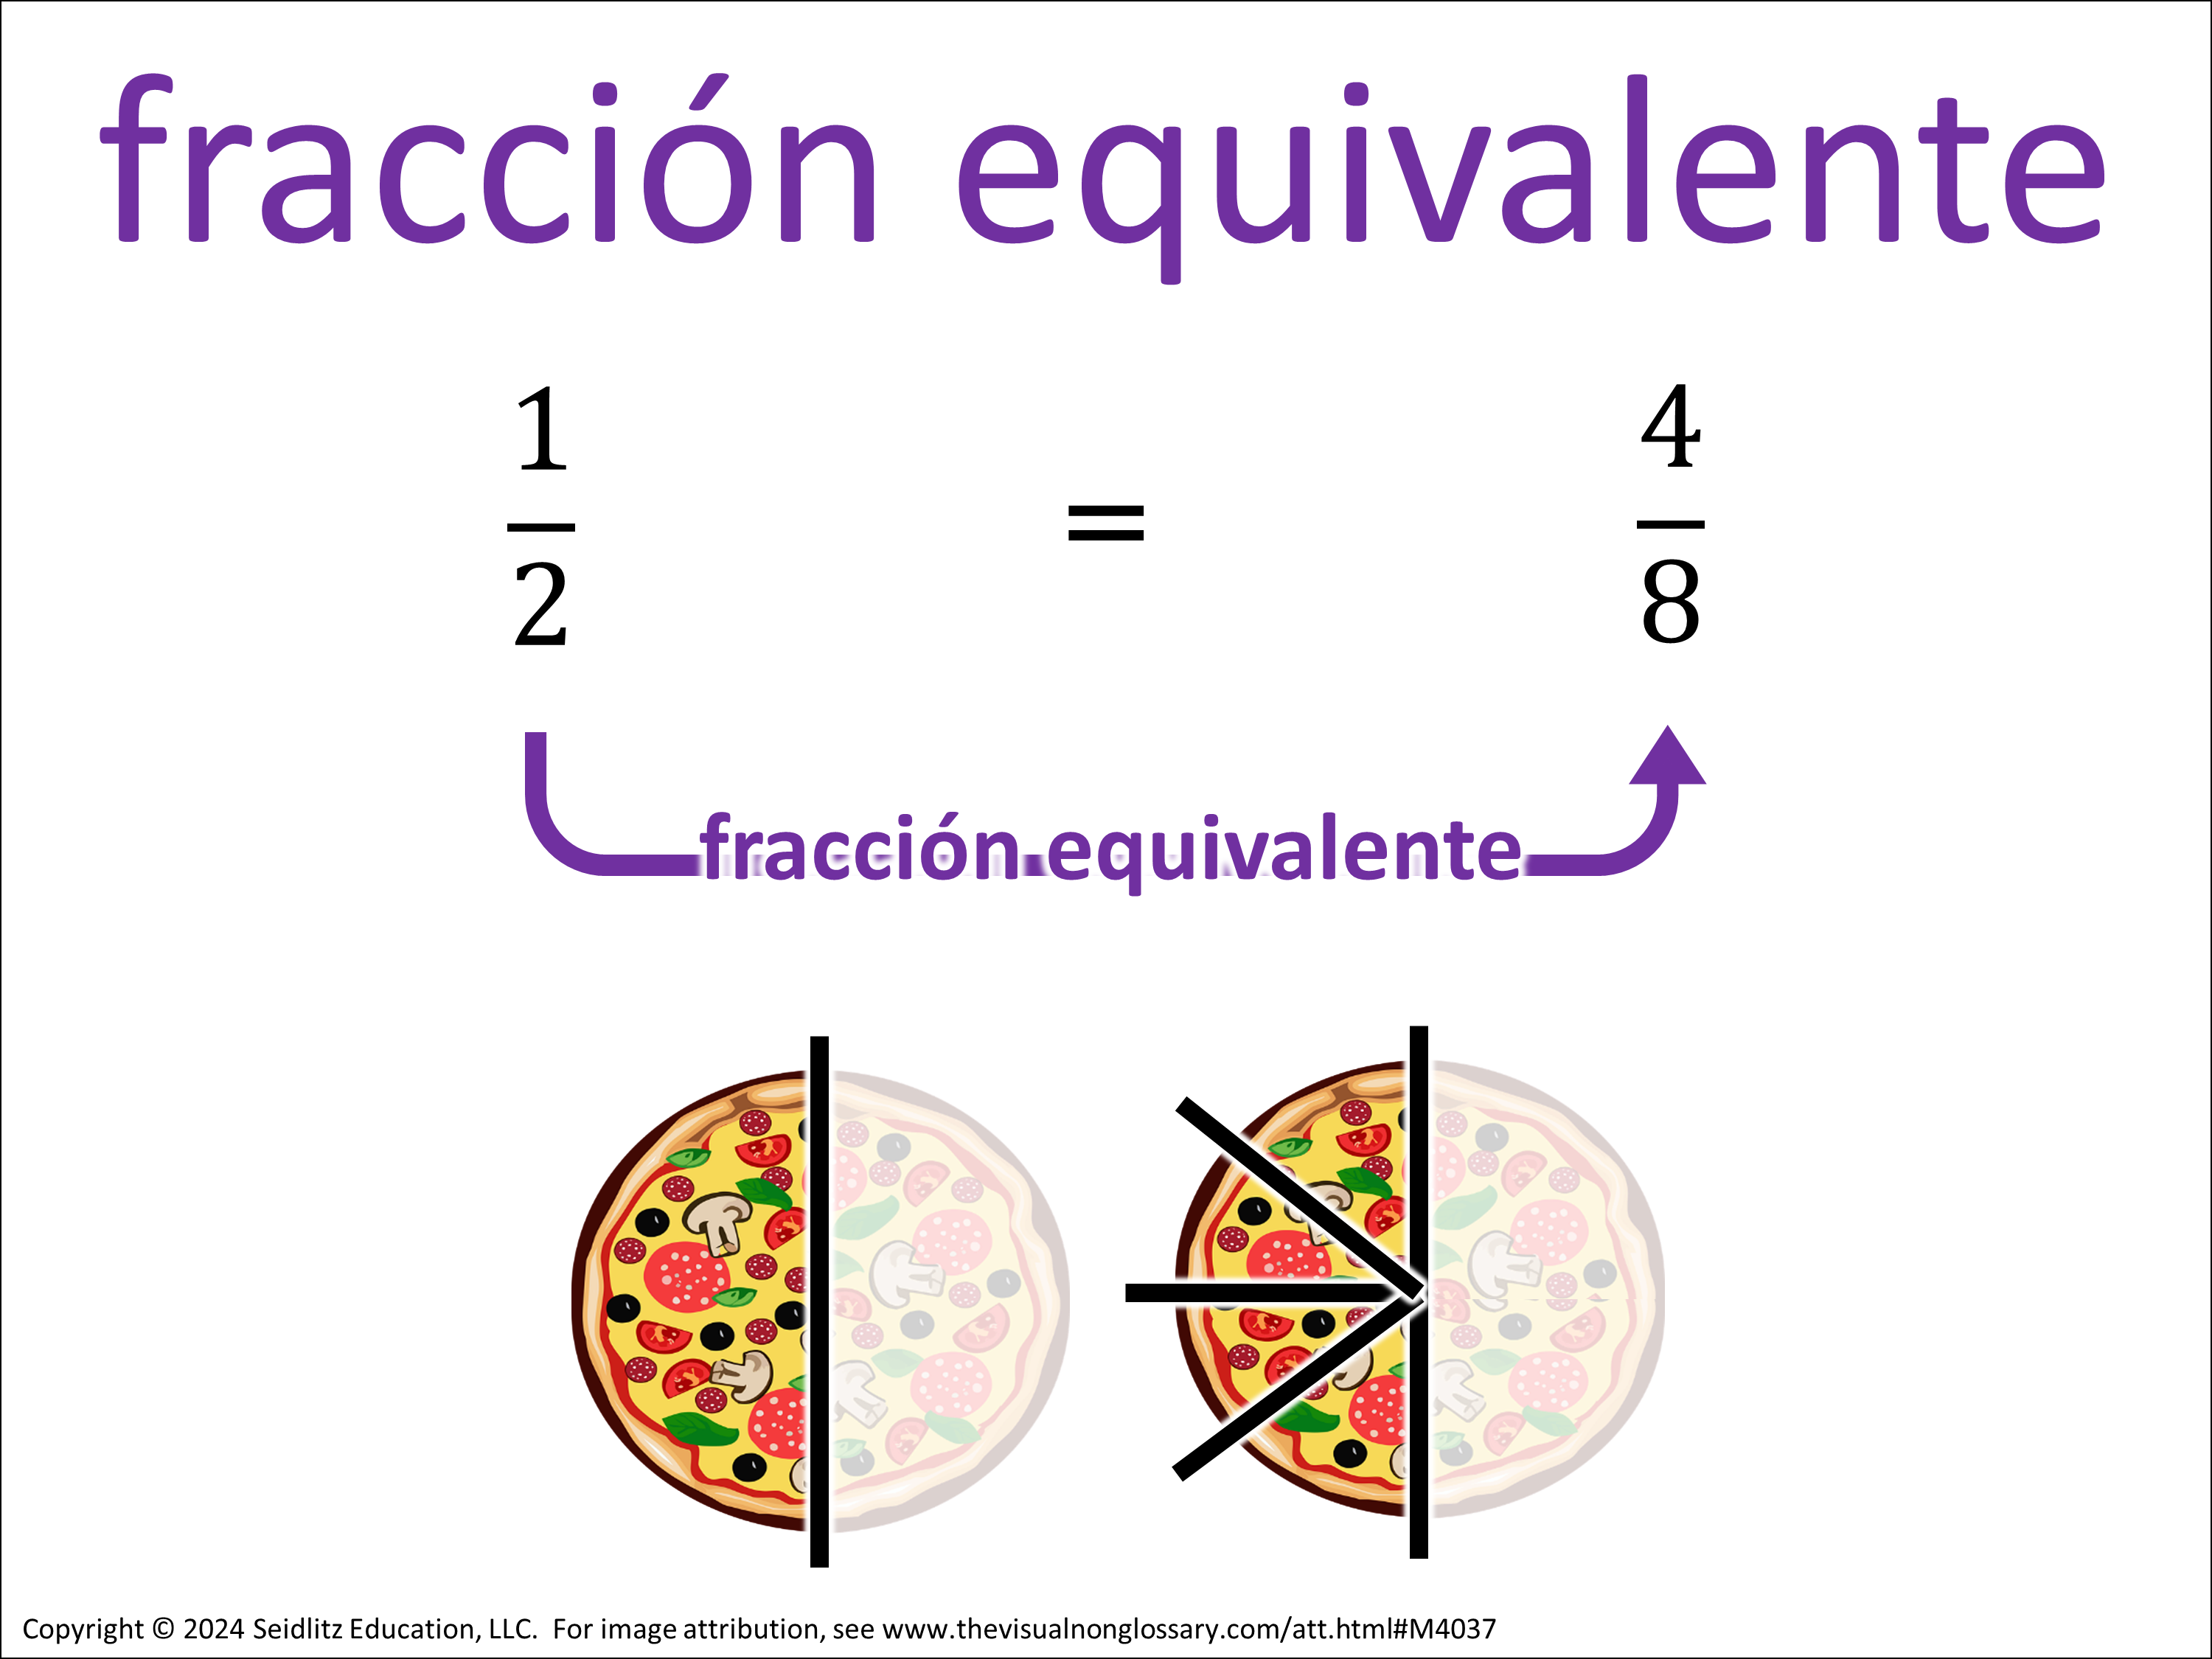 fracción equivalente
1/2 = 4/8
fracción equivalente
Copyright © 2024 Seidlitz Education, LLC.  For image attribution, see www.thevisualnonglossary.com/att.html#M4037